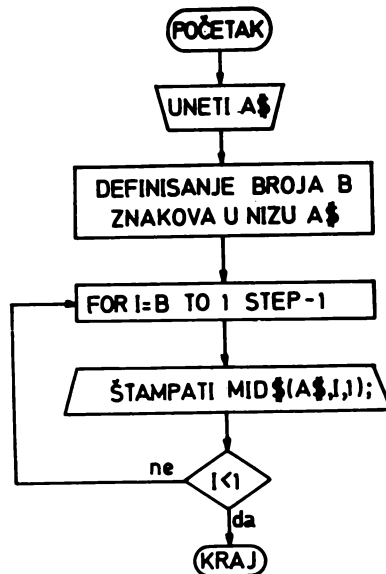 POČETAK
UNETI A$
DEFINISANJE BROJA B
ZNAKOVA U NIZU A$
FOR I=B TO 1 STEP-1
ŠTAMPATI MID$(A$,I,1);
ne
I<1
da
KRAJ